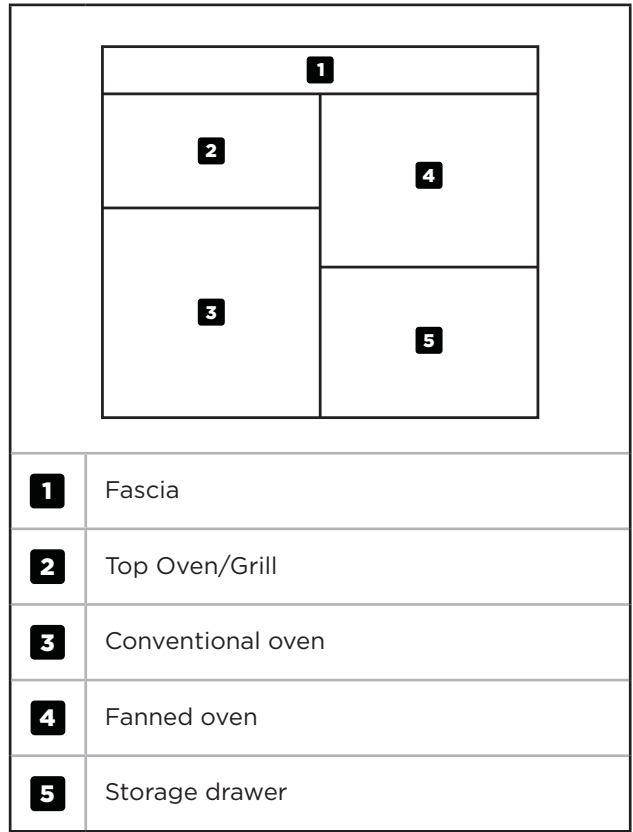 1
2
4
3
5
1 Fascia
2 Top Oven/Grill
3 Conventional oven
4 Fanned oven
5 Storage drawer